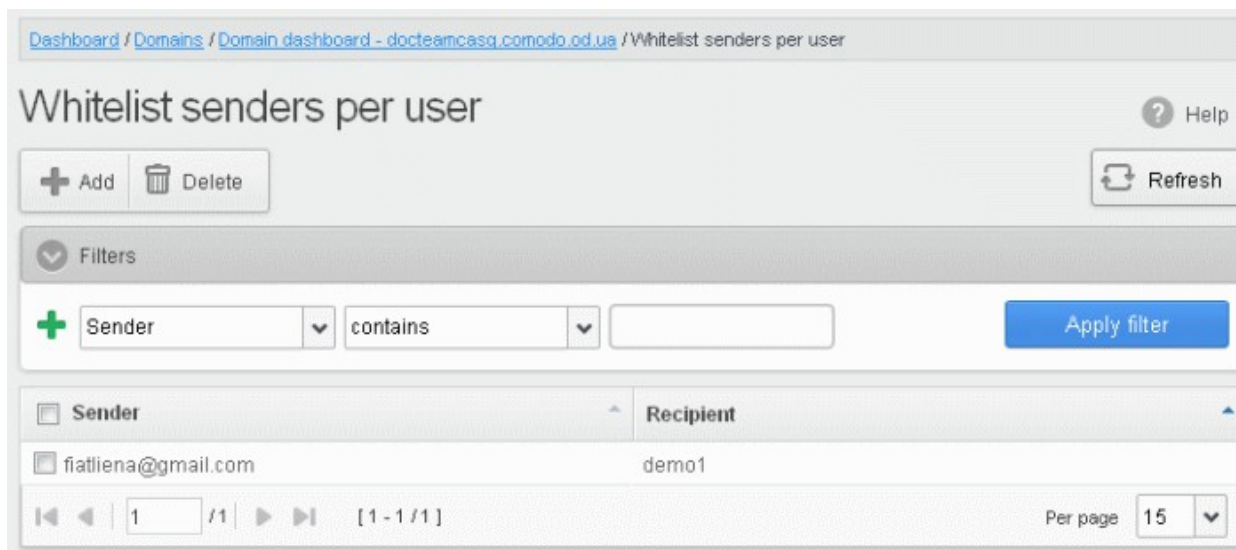 Dashboard / Domains / Domain dashboard - docteamcasg.comodo.od.ua / Whitelist senders per user
Whitelist senders per user
Help
Add Delete
Refresh
Filters
Sender contains Apply filter
Sender Recipient
fiatliena@gmail.com demo1
1 /1 [ 1 - 1 / 1 ] Per page 15